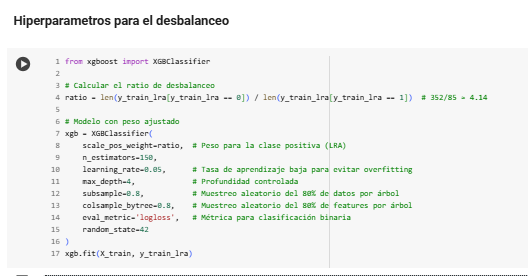 Hiperparametros para el desbalanceo
1 from xgboost import XGBClassifier
2
3 # Calcular el ratio de desbalanceo
4 ratio = len(y_train_lra[y_train_lra == 0]) / len(y_train_lra[y_train_lra == 1])  # 352/85 ≈ 4.14
5
6 # Modelo con peso ajustado
7 xgb = XGBClassifier(
8     scale_pos_weight=ratio,  # Peso para la clase positiva (LRA)
9     n_estimators=150,
10     learning_rate=0.05,      # Tasa de aprendizaje baja para evitar overfitting
11     max_depth=4,             # Profundidad controlada
12     subsample=0.8,           # Muestreo aleatorio del 80% de datos por árbol
13     colsample_bytree=0.8,    # Muestreo aleatorio del 80% de features por árbol
14     eval_metric='logloss',   # Métrica para clasificación binaria
15     random_state=42
16 )
17 xgb.fit(X_train, y_train_lra)